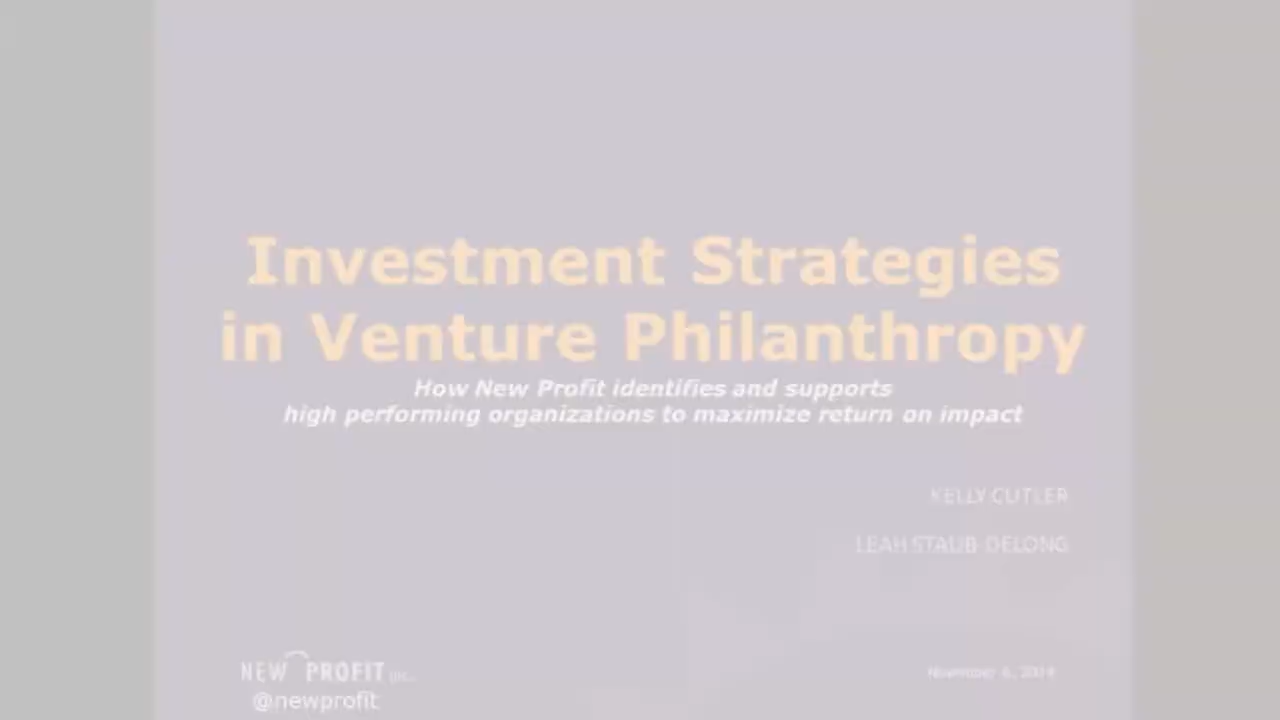 Investment Strategies
in Venture Philanthropy
How New Profit identifies and supports
high performing organizations to maximize return on impact
KELLY CUTLER
LEAH STAUB DELONG
NEW PROFIT
@newprofit
November